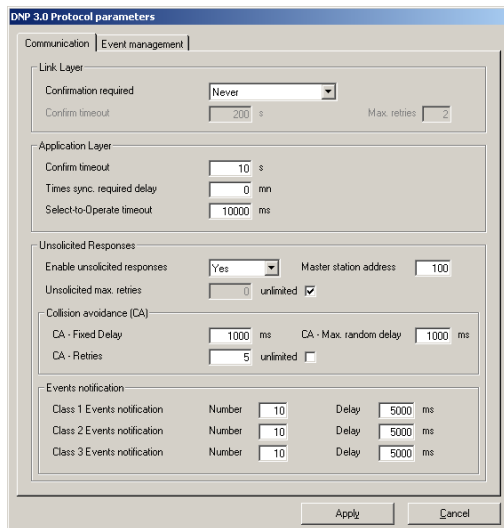 DNP 3.0 Protocol parameters
Communication Event management
Link Layer
Confirmation required Never
Confirm timeout 200 s Max. retries 2
Application Layer
Confirm timeout 10 s
Times sync. required delay 0 mn
Select-to-Operate timeout 10000 ms
Unsolicited Responses
Enable unsolicited responses Yes Master station address 100
Unsolicited max. retries 0 unlimited
Collision avoidance (CA)
CA - Fixed Delay 1000 ms CA - Max. random delay 1000 ms
CA - Retries 5 unlimited
Events notification
Class 1 Events notification Number 10 Delay 5000 ms
Class 2 Events notification Number 10 Delay 5000 ms
Class 3 Events notification Number 10 Delay 5000 ms
Apply Cancel